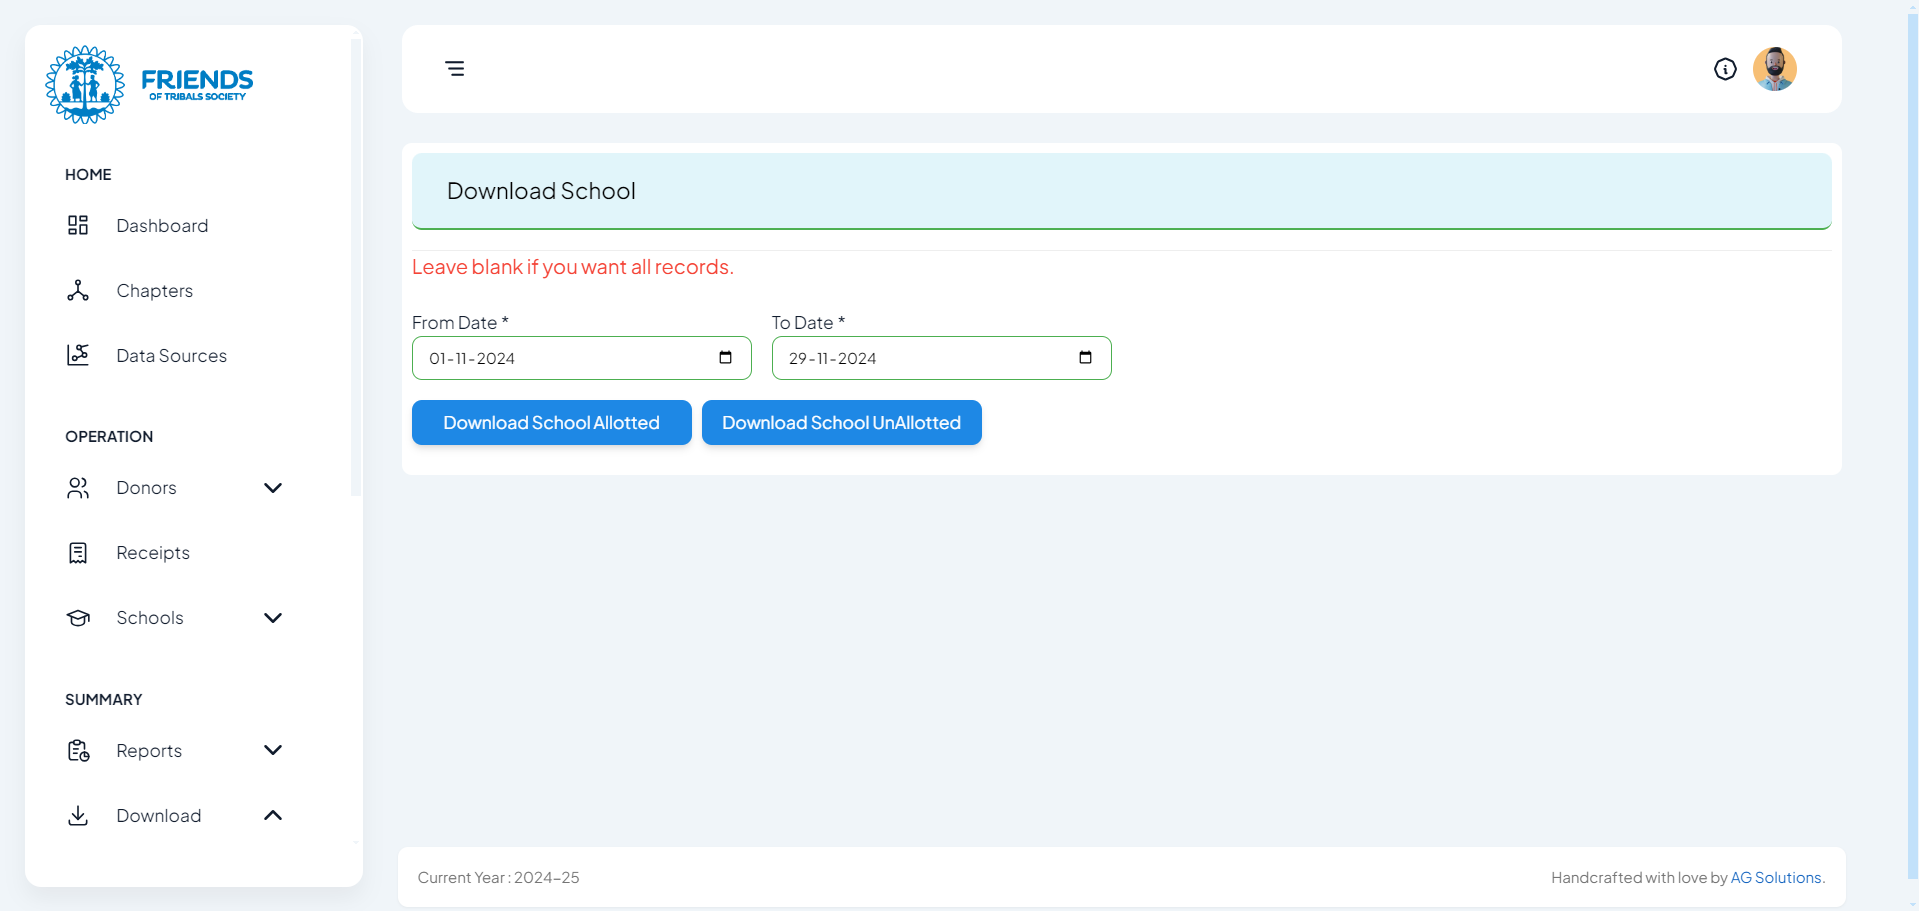 FRIENDS
OF TRIBALS SOCIETY
HOME
Dashboard
Chapters
Data Sources
OPERATION
Donors
Receipts
Schools
SUMMARY
Reports
Download
Download School
Leave blank if you want all records.
From Date *
To Date *
01-11-2024
29-11-2024
Download School Allotted
Download School UnAllotted
Current Year : 2024-25
Handcrafted with love by AG Solutions.